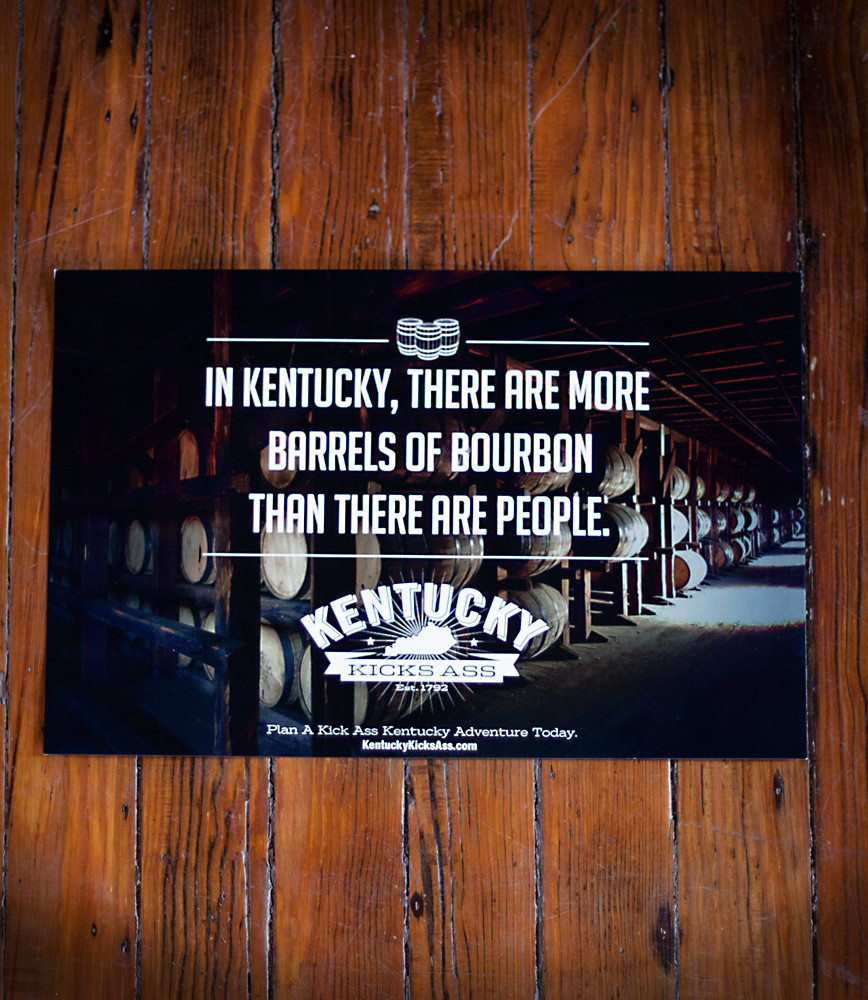 IN KENTUCKY, THERE ARE MORE
BARRELS OF BOURBON
THAN THERE ARE PEOPLE.
KENTUCKY
KICKS ASS
Est. 1792
Plan A Kick Ass Kentucky Adventure Today.
KentuckyKicksAss.com